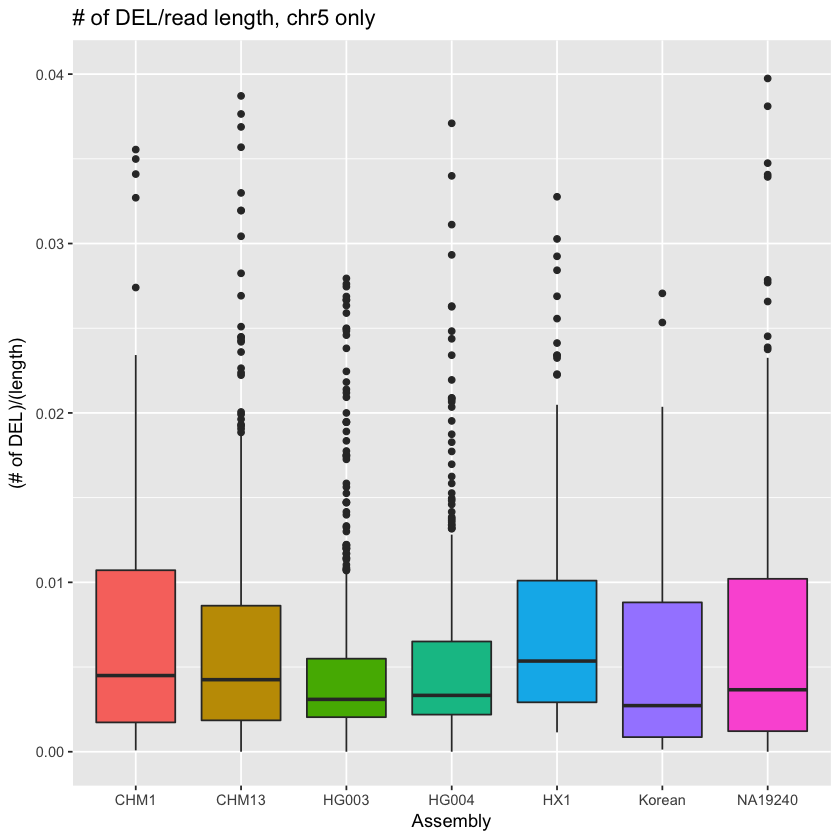 # of DEL/read length, chr5 only
(# of DEL)/(length)
0.04
0.03
0.02
0.01
0.00
CHM1 CHM13 HG003 HG004 HX1 Korean NA19240
Assembly